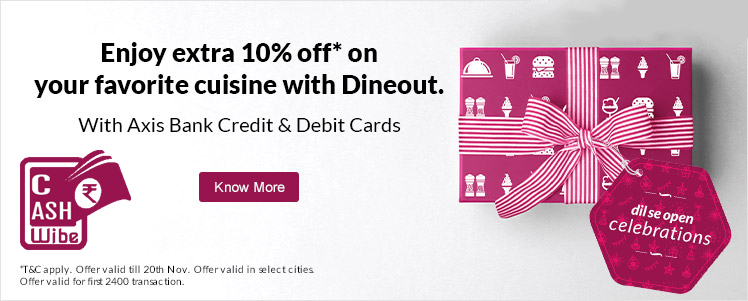 Enjoy extra 10% off* on
your favorite cuisine with Dineout.
With Axis Bank Credit & Debit Cards
C₹
ASH
Wibe
Know More
dil se open
celebrations
*T&C apply. Offer valid till 20th Nov. Offer valid in select cities.
Offer valid for first 2400 transaction.